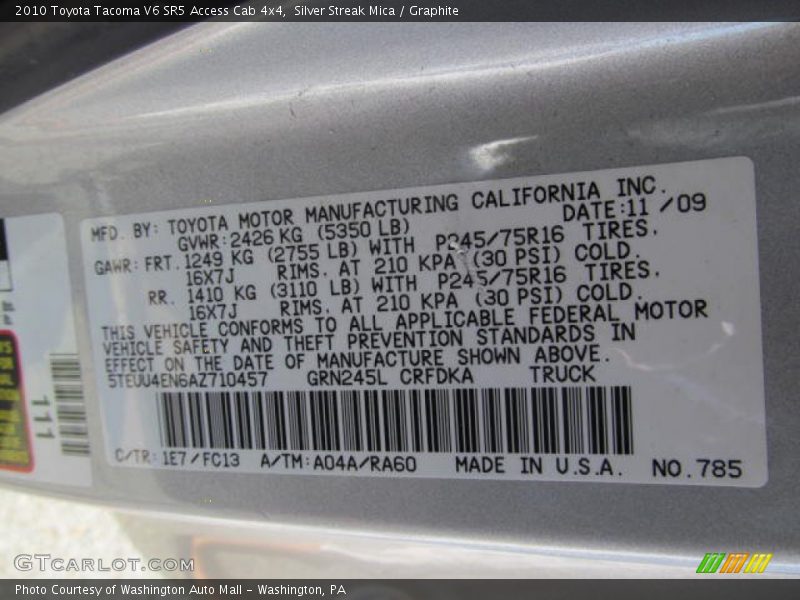 2010 Toyota Tacoma V6 SR5 Access Cab 4x4, Silver Streak Mica / Graphite
MFD. BY: TOYOTA MOTOR MANUFACTURING CALIFORNIA INC.
GVWR: 2426 KG (5350 LB) DATE: 11 /09
GAWR: FRT. 1249 KG (2755 LB) WITH P245/75R16 TIRES.
16X7J RIMS. AT 210 KPA (30 PSI) COLD.
RR. 1410 KG (3110 LB) WITH P245/75R16 TIRES.
16X7J RIMS. AT 210 KPA (30 PSI) COLD.
THIS VEHICLE CONFORMS TO ALL APPLICABLE FEDERAL MOTOR
VEHICLE SAFETY AND THEFT PREVENTION STANDARDS IN
EFFECT ON THE DATE OF MANUFACTURE SHOWN ABOVE.
5TEUU4EN6AZ710457 GRN245L CRFDKA TRUCK
C/TR: 1E7/FC13 A/TM: A04A/RA60 MADE IN U.S.A. NO.785
111
GTCARLOT.COM
Photo Courtesy of Washington Auto Mall - Washington, PA